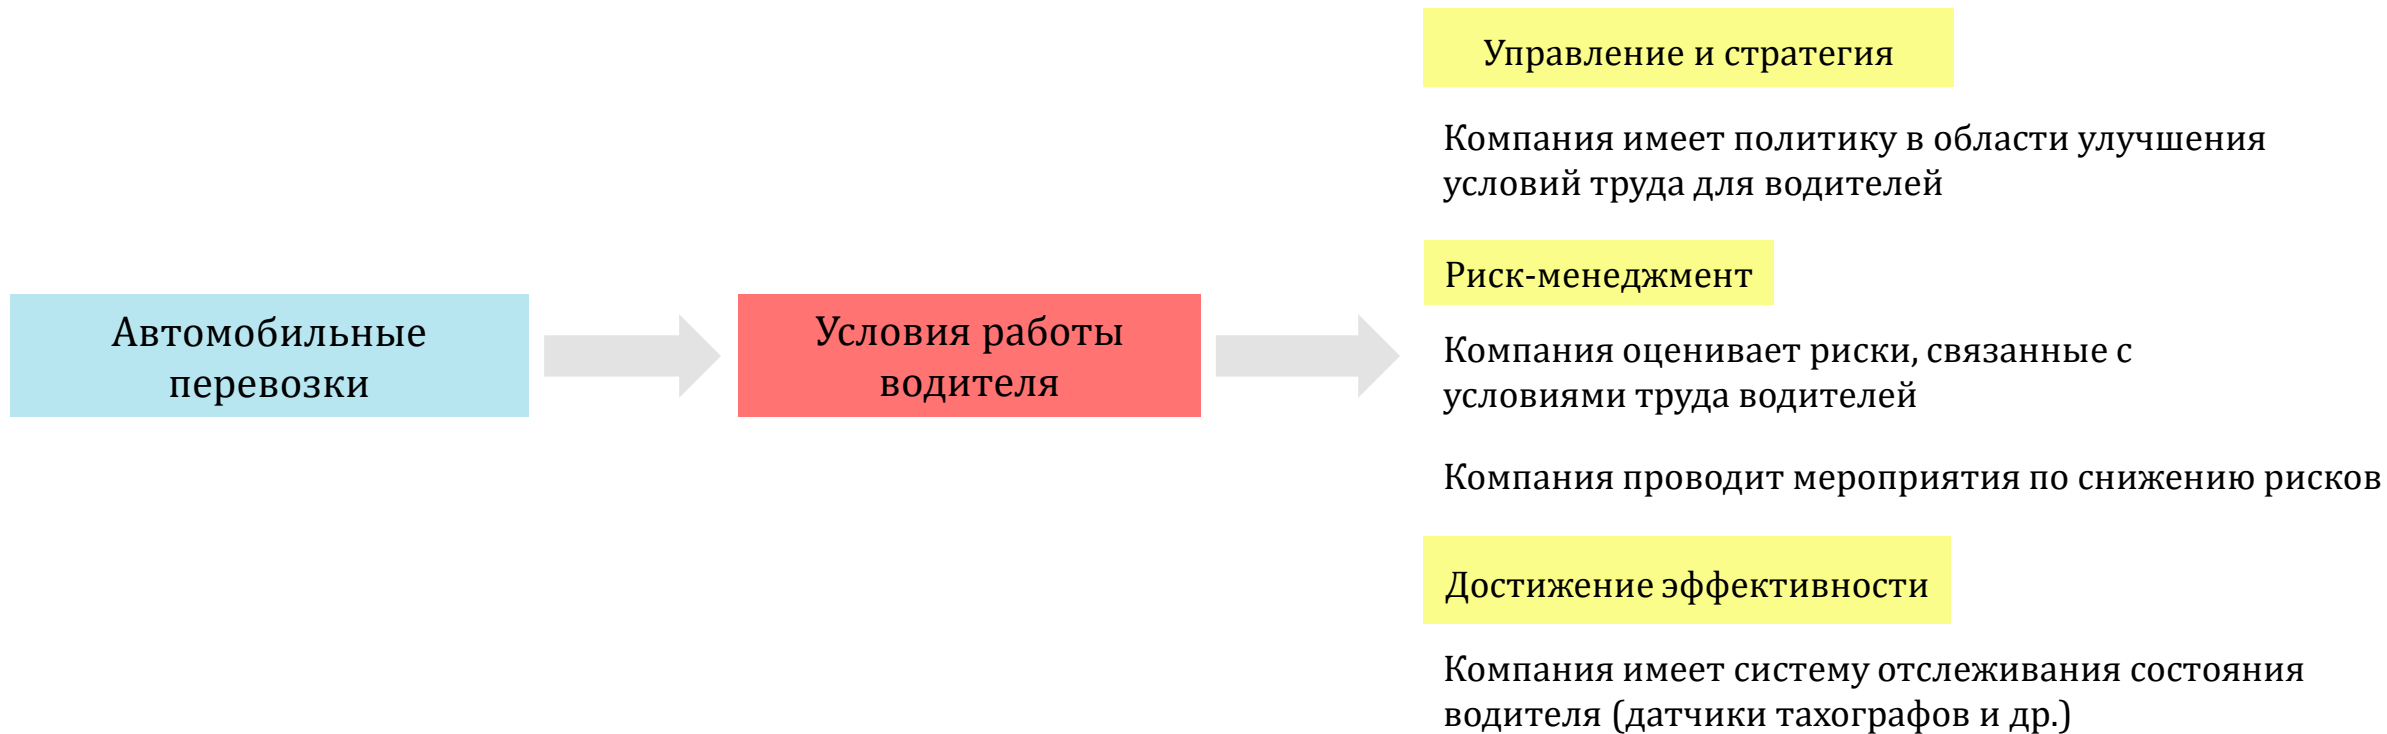 Автомобильные
перевозки
Условия работы
водителя
Управление и стратегия
Компания имеет политику в области улучшения
условий труда для водителей
Риск-менеджмент
Компания оценивает риски, связанные с
условиями труда водителей
Компания проводит мероприятия по снижению рисков
Достижение эффективности
Компания имеет систему отслеживания состояния
водителя (датчики тахографов и др.)